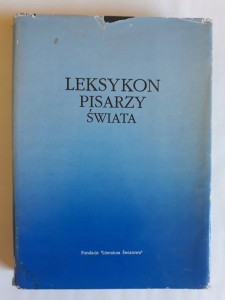 LEKSYKON
PISARZY
ŚWIATA
Fundacja "Literatura Światowa"